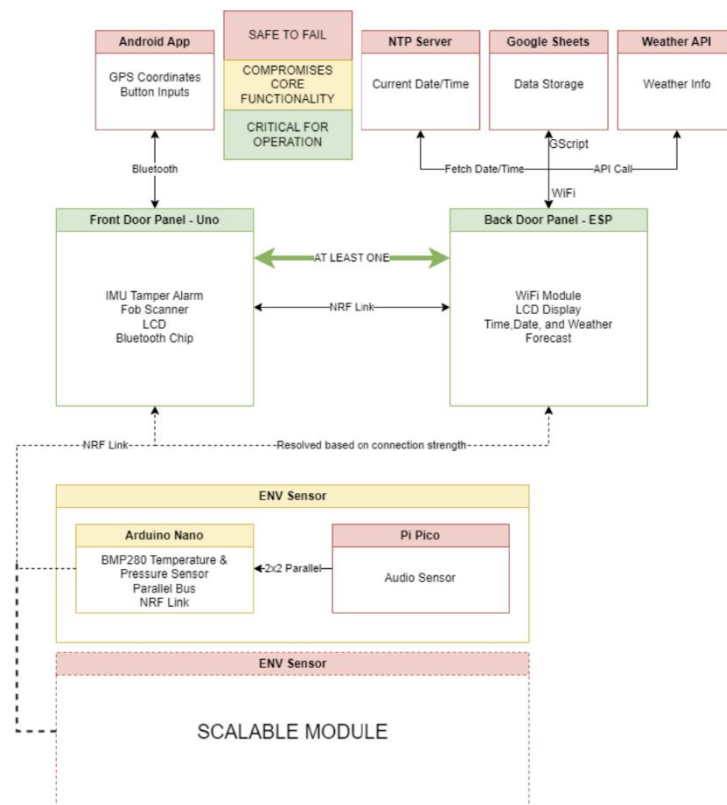 Android App
GPS Coordinates
Button Inputs
SAFE TO FAIL
COMPROMISES
CORE
FUNCTIONALITY
CRITICAL FOR
OPERATION
NTP Server
Current Date/Time
Google Sheets
Data Storage
Weather API
Weather Info
Bluetooth
GScript
Fetch Date/Time
API Call
WiFi
Front Door Panel - Uno
IMU Tamper Alarm
Fob Scanner
LCD
Bluetooth Chip
AT LEAST ONE
NRF Link
Back Door Panel - ESP
WiFi Module
LCD Display
Time,Date, and Weather
Forecast
NRF Link
Resolved based on connection strength
ENV Sensor
Arduino Nano
BMP280 Temperature &
Pressure Sensor
Parallel Bus
NRF Link
2x2 Parallel
Pi Pico
Audio Sensor
ENV Sensor
SCALABLE MODULE